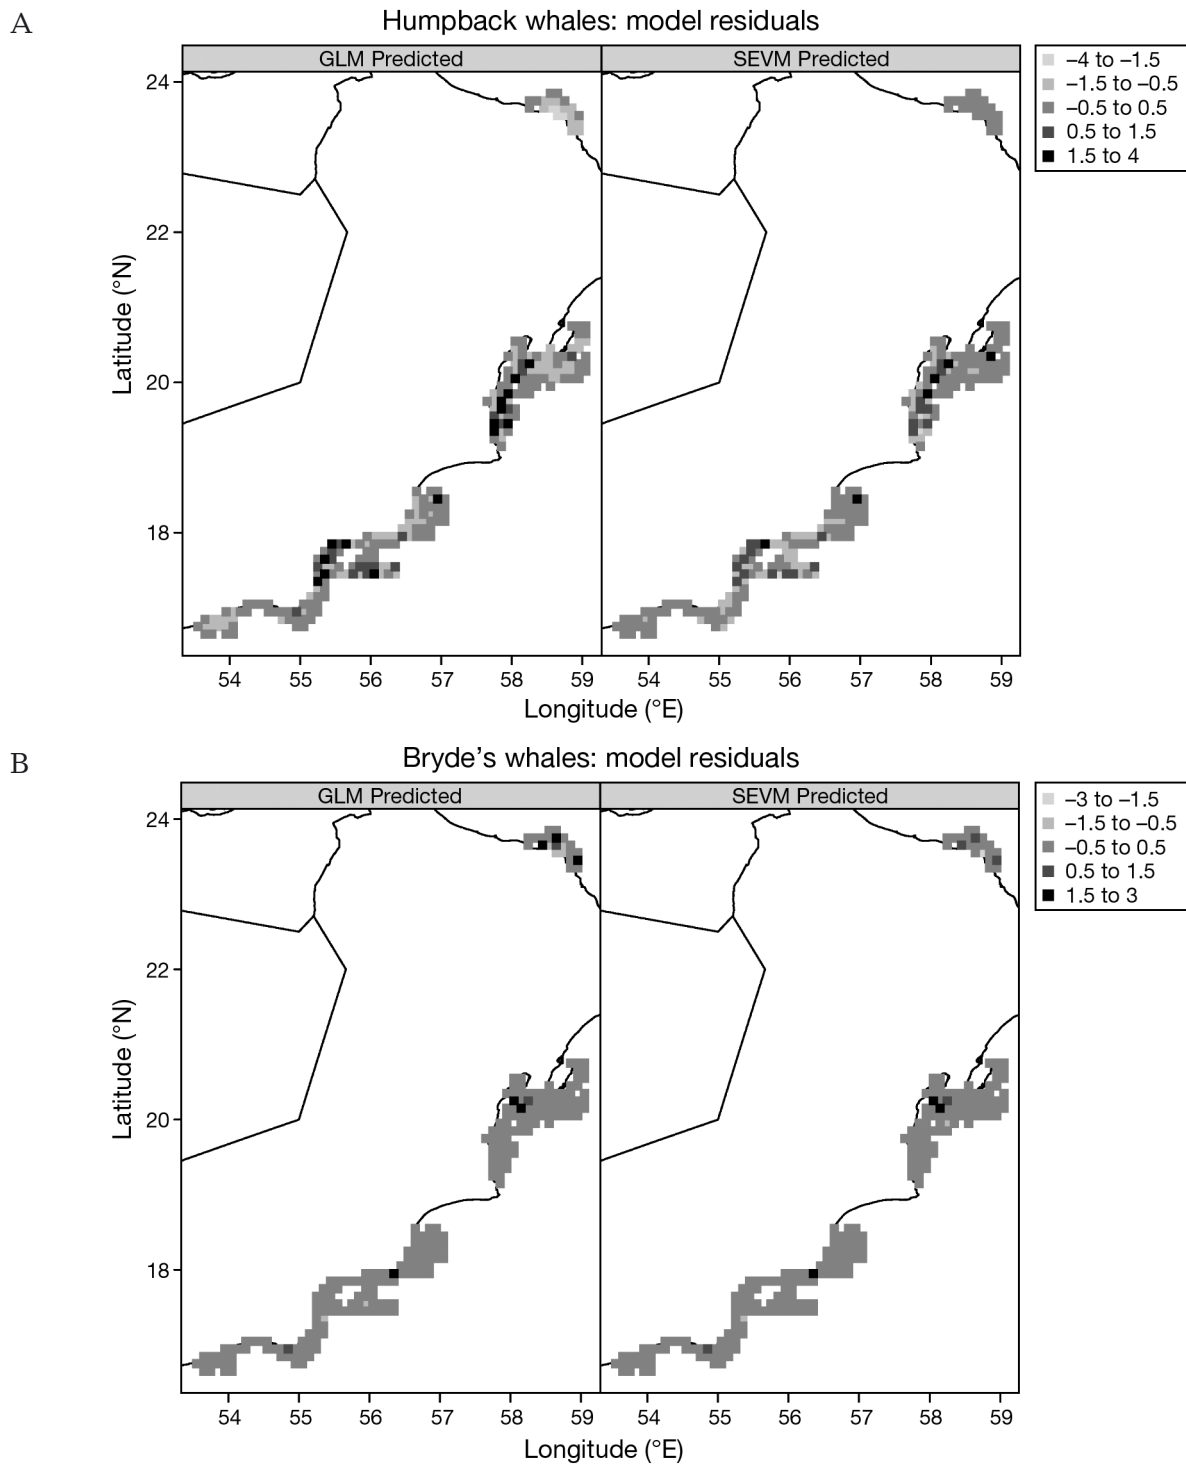 A
Humpback whales: model residuals
GLM Predicted
SEVM Predicted
–4 to –1.5
–1.5 to –0.5
–0.5 to 0.5
0.5 to 1.5
1.5 to 4
24
22
20
18
Latitude (°N)
54 55 56 57 58 59 54 55 56 57 58 59
Longitude (°E)
B
Bryde's whales: model residuals
GLM Predicted
SEVM Predicted
–3 to –1.5
–1.5 to –0.5
–0.5 to 0.5
0.5 to 1.5
1.5 to 3
24
22
20
18
Latitude (°N)
54 55 56 57 58 59 54 55 56 57 58 59
Longitude (°E)